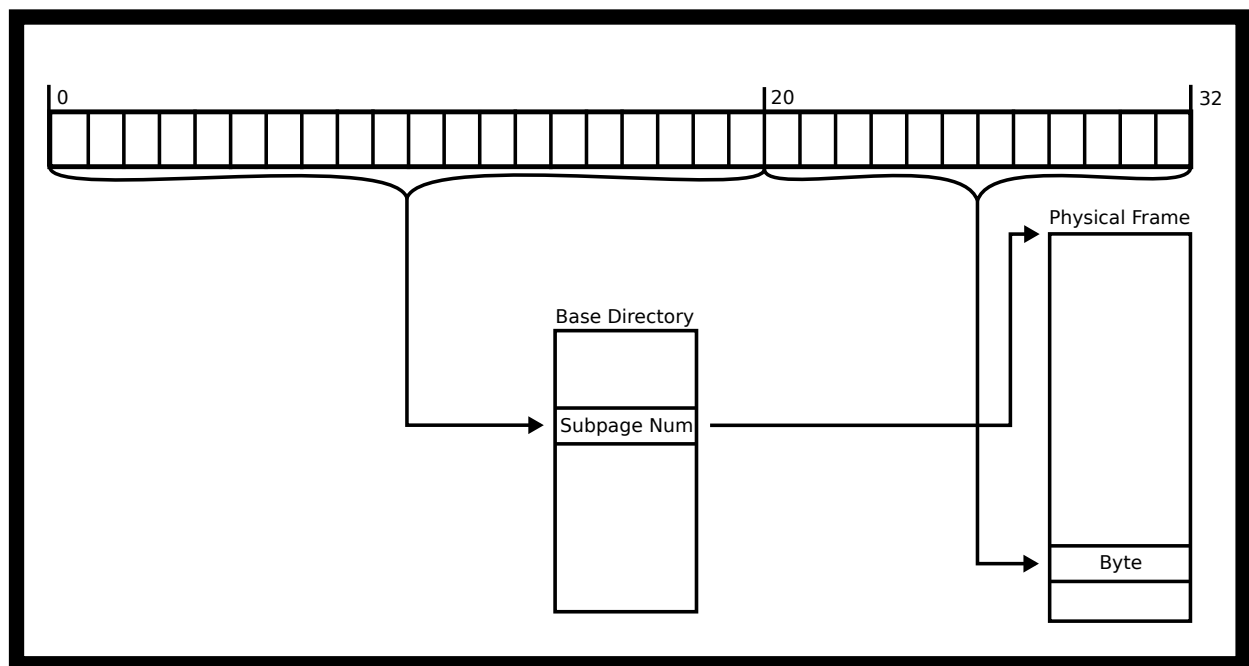 0
20
32
Physical Frame
Base Directory
Subpage Num
Byte